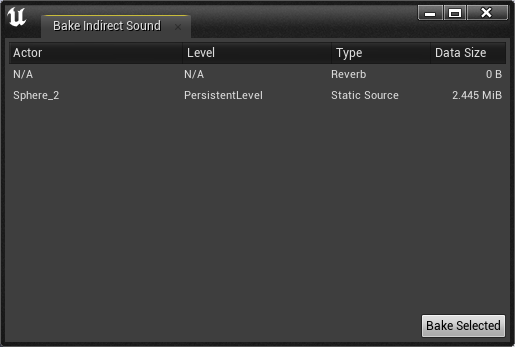 Bake Indirect Sound
Actor Level Type Data Size
N/A N/A Reverb 0 B
Sphere_2 PersistentLevel Static Source 2.445 MiB
Bake Selected